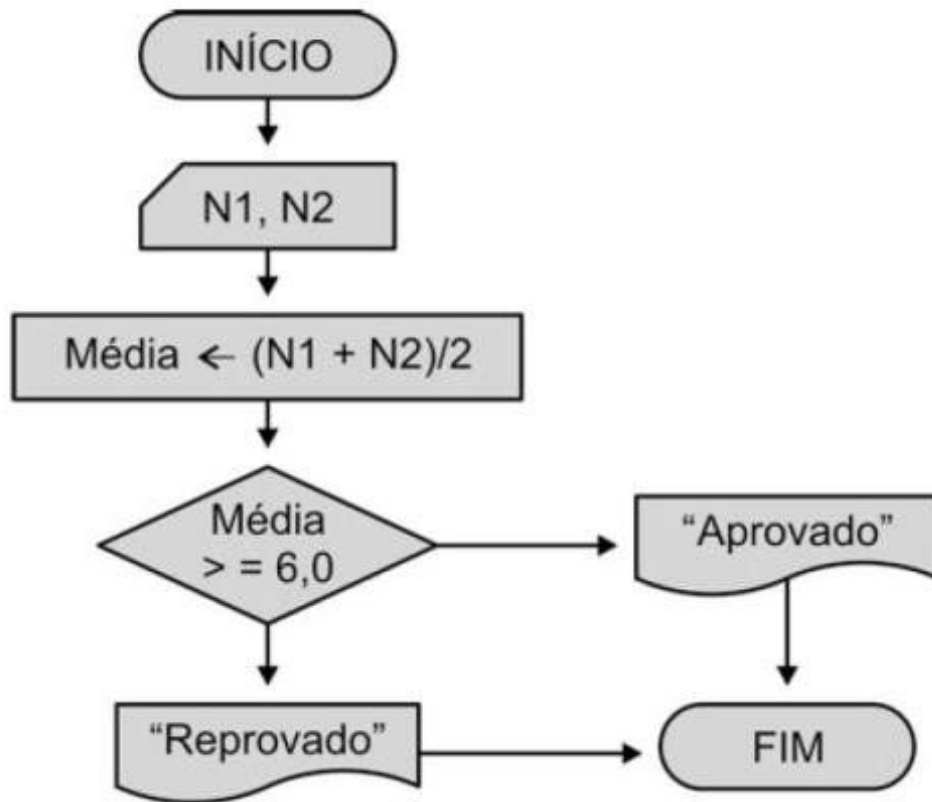 INÍCIO
N1, N2
Média ← (N1 + N2)/2
Média
> = 6,0
“Aprovado”
“Reprovado”
FIM